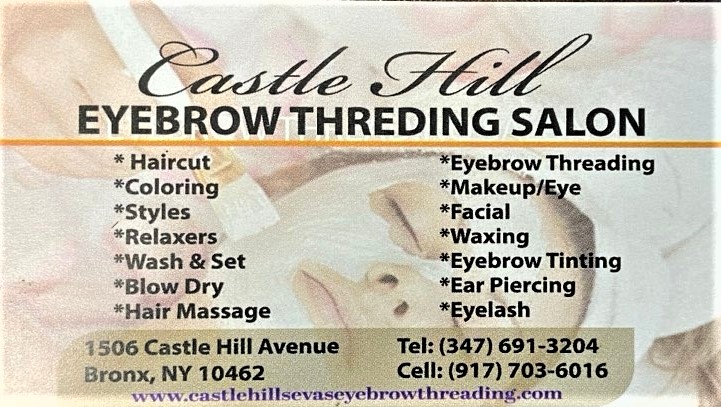 Castle Hill
EYEBROW THREDING SALON
* Haircut
*Coloring
*Styles
*Relaxers
*Wash & Set
*Blow Dry
*Hair Massage
*Eyebrow Threading
*Makeup/Eye
*Facial
*Waxing
*Eyebrow Tinting
*Ear Piercing
*Eyelash
1506 Castle Hill Avenue
Bronx, NY 10462
Tel: (347) 691-3204
Cell: (917) 703-6016
www.castlehillsevaseyebrowthreading.com